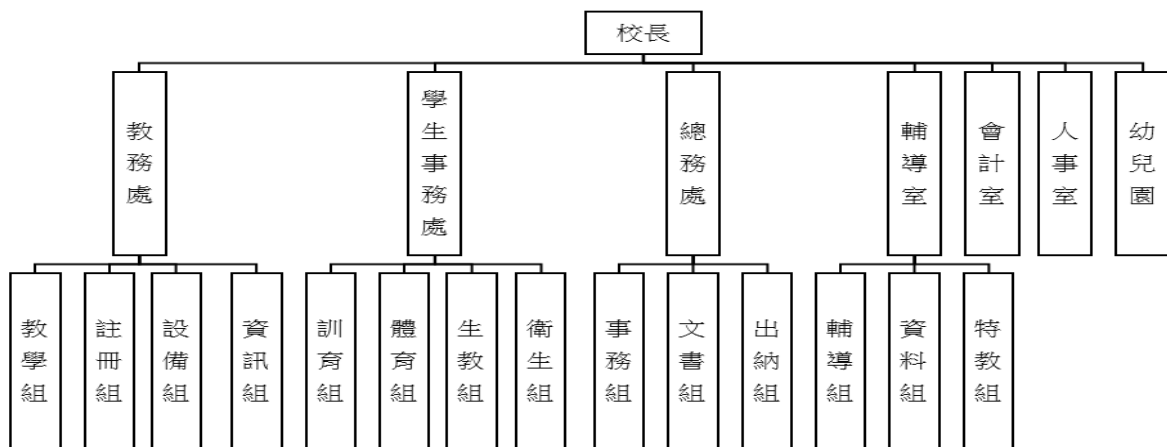 校長
教務處
學生事務處
總務處
輔導室
會計室
人事室
幼兒園
教學組
註冊組
設備組
資訊組
訓育組
體育組
生教組
衛生組
事務組
文書組
出納組
輔導組
資料組
特教組